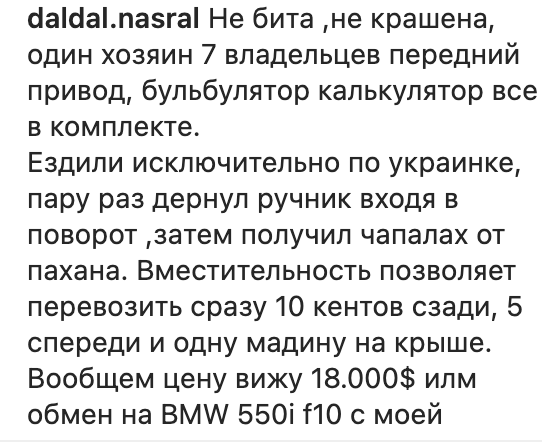 daldal.nasral Не бита ,не крашена,
один хозяин 7 владельцев передний
привод, бульбулятор калькулятор все
в комплекте.
Ездили исключительно по украинке,
пару раз дернул ручник входя в
поворот ,затем получил чапалах от
пахана. Вместительность позволяет
перевозить сразу 10 кентов сзади, 5
спереди и одну мадину на крыше.
Вообщем цену вижу 18.000$ илм
обмен на BMW 550i f10 с моей